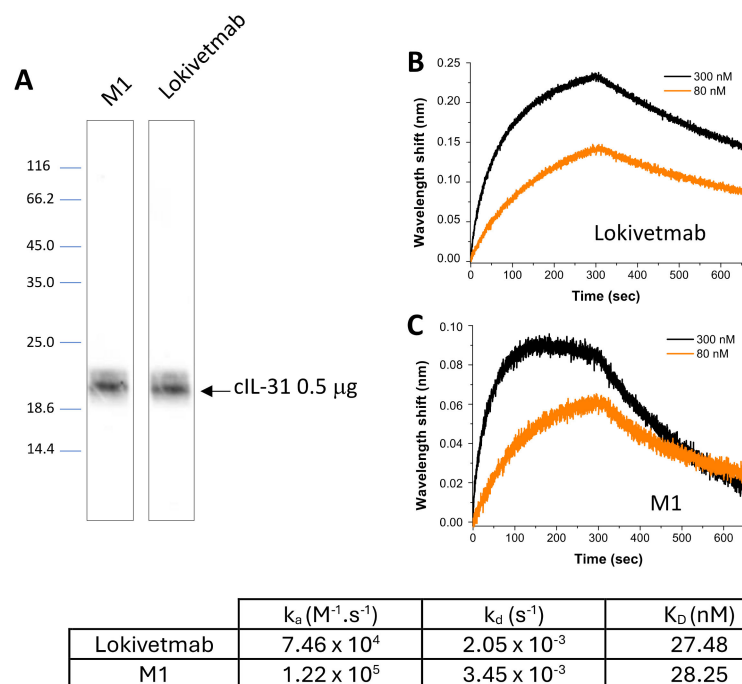 A
M1
Lokivetmab
116
66.2
45.0
35.0
25.0
18.6
14.4
cIL-31 0.5 µg
B
0.25
0.20
0.15
0.10
0.05
0.00
Wavelength shift (nm)
300 nM
80 nM
Lokivetmab
0 100 200 300 400 500 600
Time (sec)
C
0.10
0.08
0.06
0.04
0.02
0.00
Wavelength shift (nm)
300 nM
80 nM
M1
0 100 200 300 400 500 600
Time (sec)
kₐ (M⁻¹.s⁻¹) k_d (s⁻¹) K_D (nM)
Lokivetmab 7.46 x 10⁴ 2.05 x 10⁻³ 27.48
M1 1.22 x 10⁵ 3.45 x 10⁻³ 28.25